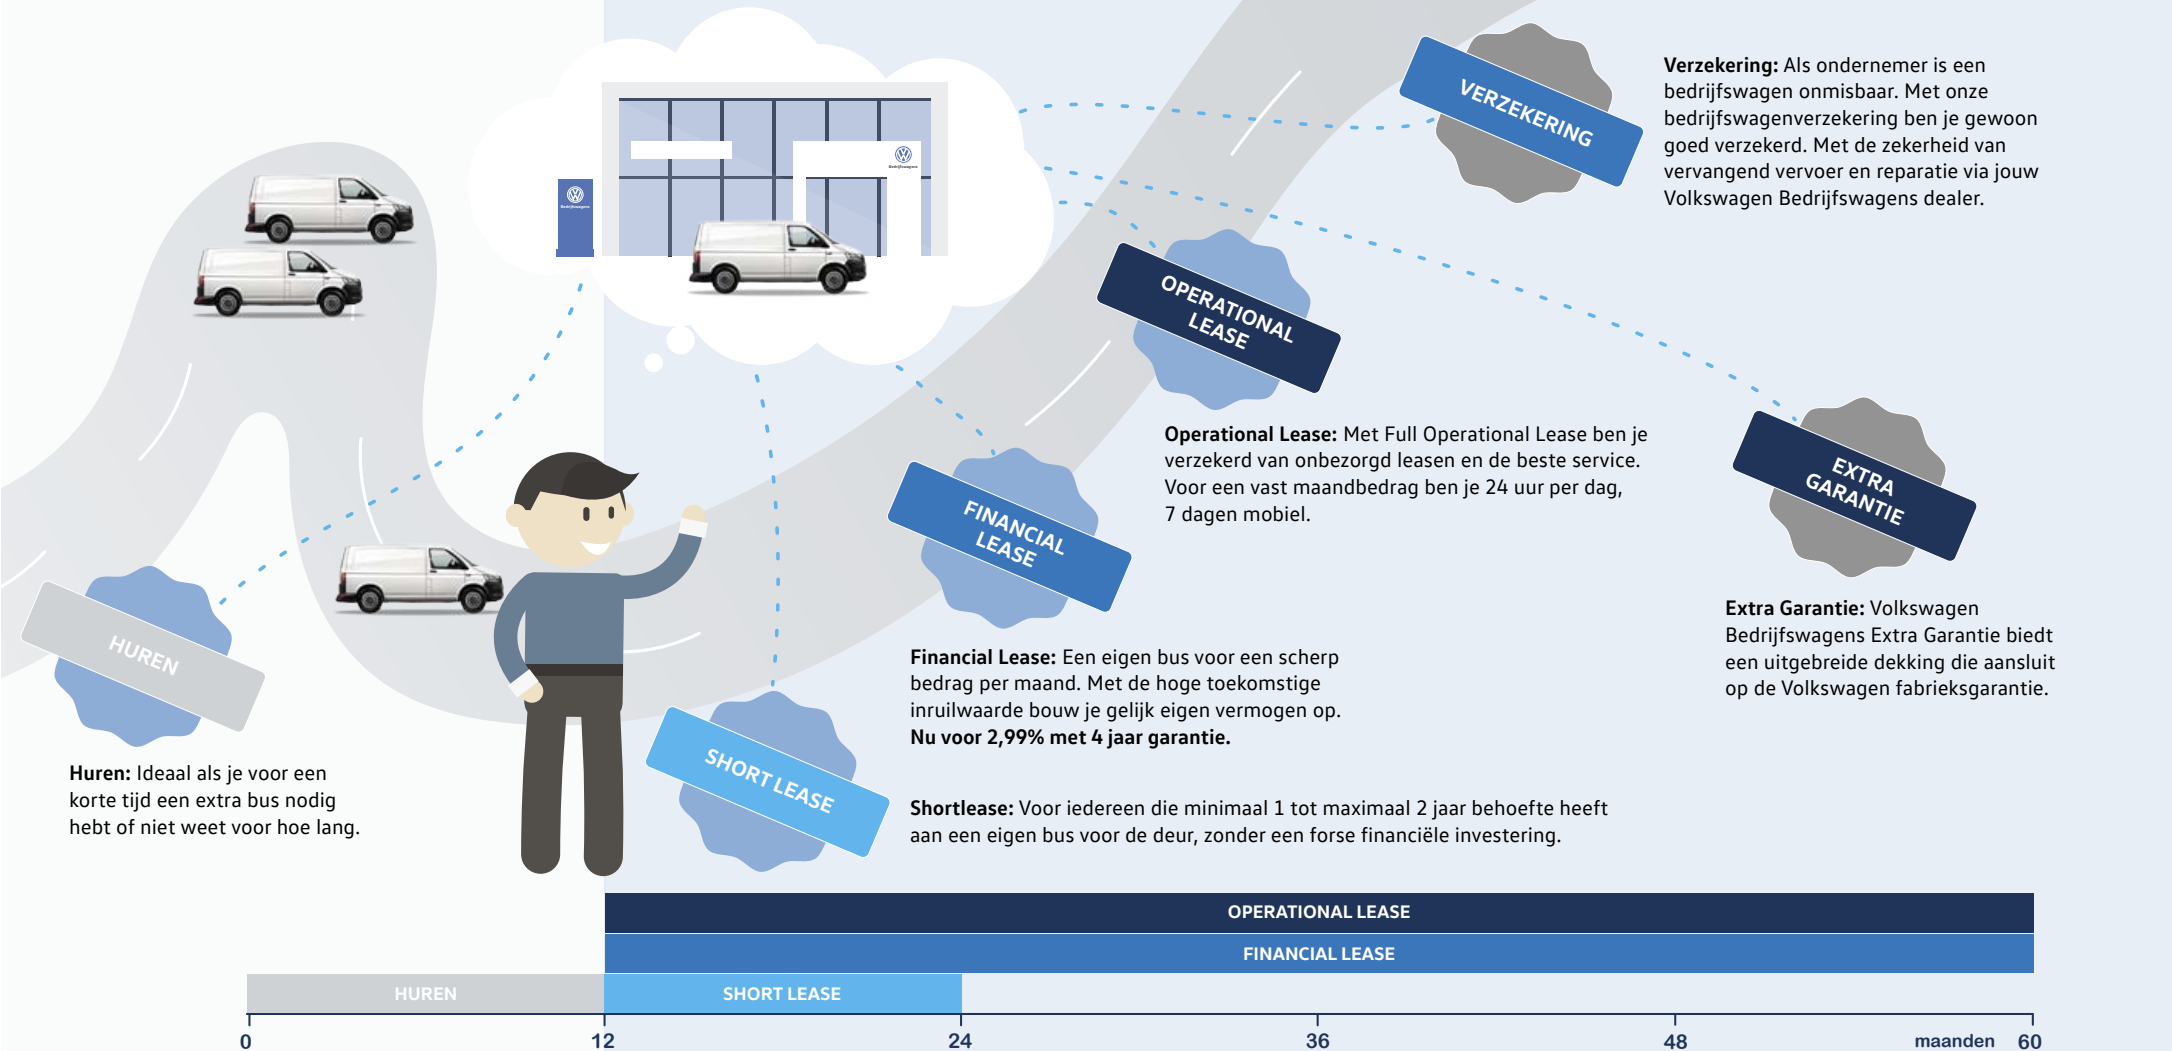 Bedrijfswagens
Bedrijfswagens
VERZEKERING
Verzekering: Als ondernemer is een
bedrijfswagen onmisbaar. Met onze
bedrijfswagenverzekering ben je gewoon
goed verzekerd. Met de zekerheid van
vervangend vervoer en reparatie via jouw
Volkswagen Bedrijfswagens dealer.
OPERATIONAL
LEASE
Operational Lease: Met Full Operational Lease ben je
verzekerd van onbezorgd leasen en de beste service.
Voor een vast maandbedrag ben je 24 uur per dag,
7 dagen mobiel.
EXTRA
GARANTIE
Extra Garantie: Volkswagen
Bedrijfswagens Extra Garantie biedt
een uitgebreide dekking die aansluit
op de Volkswagen fabrieksgarantie.
FINANCIAL
LEASE
Financial Lease: Een eigen bus voor een scherp
bedrag per maand. Met de hoge toekomstige
inruilwaarde bouw je gelijk eigen vermogen op.
Nu voor 2,99% met 4 jaar garantie.
HUREN
Huren: Ideaal als je voor een
korte tijd een extra bus nodig
hebt of niet weet voor hoe lang.
SHORT LEASE
Shortlease: Voor iedereen die minimaal 1 tot maximaal 2 jaar behoefte heeft
aan een eigen bus voor de deur, zonder een forse financiële investering.
OPERATIONAL LEASE
FINANCIAL LEASE
HUREN SHORT LEASE
0 12 24 36 48 maanden 60